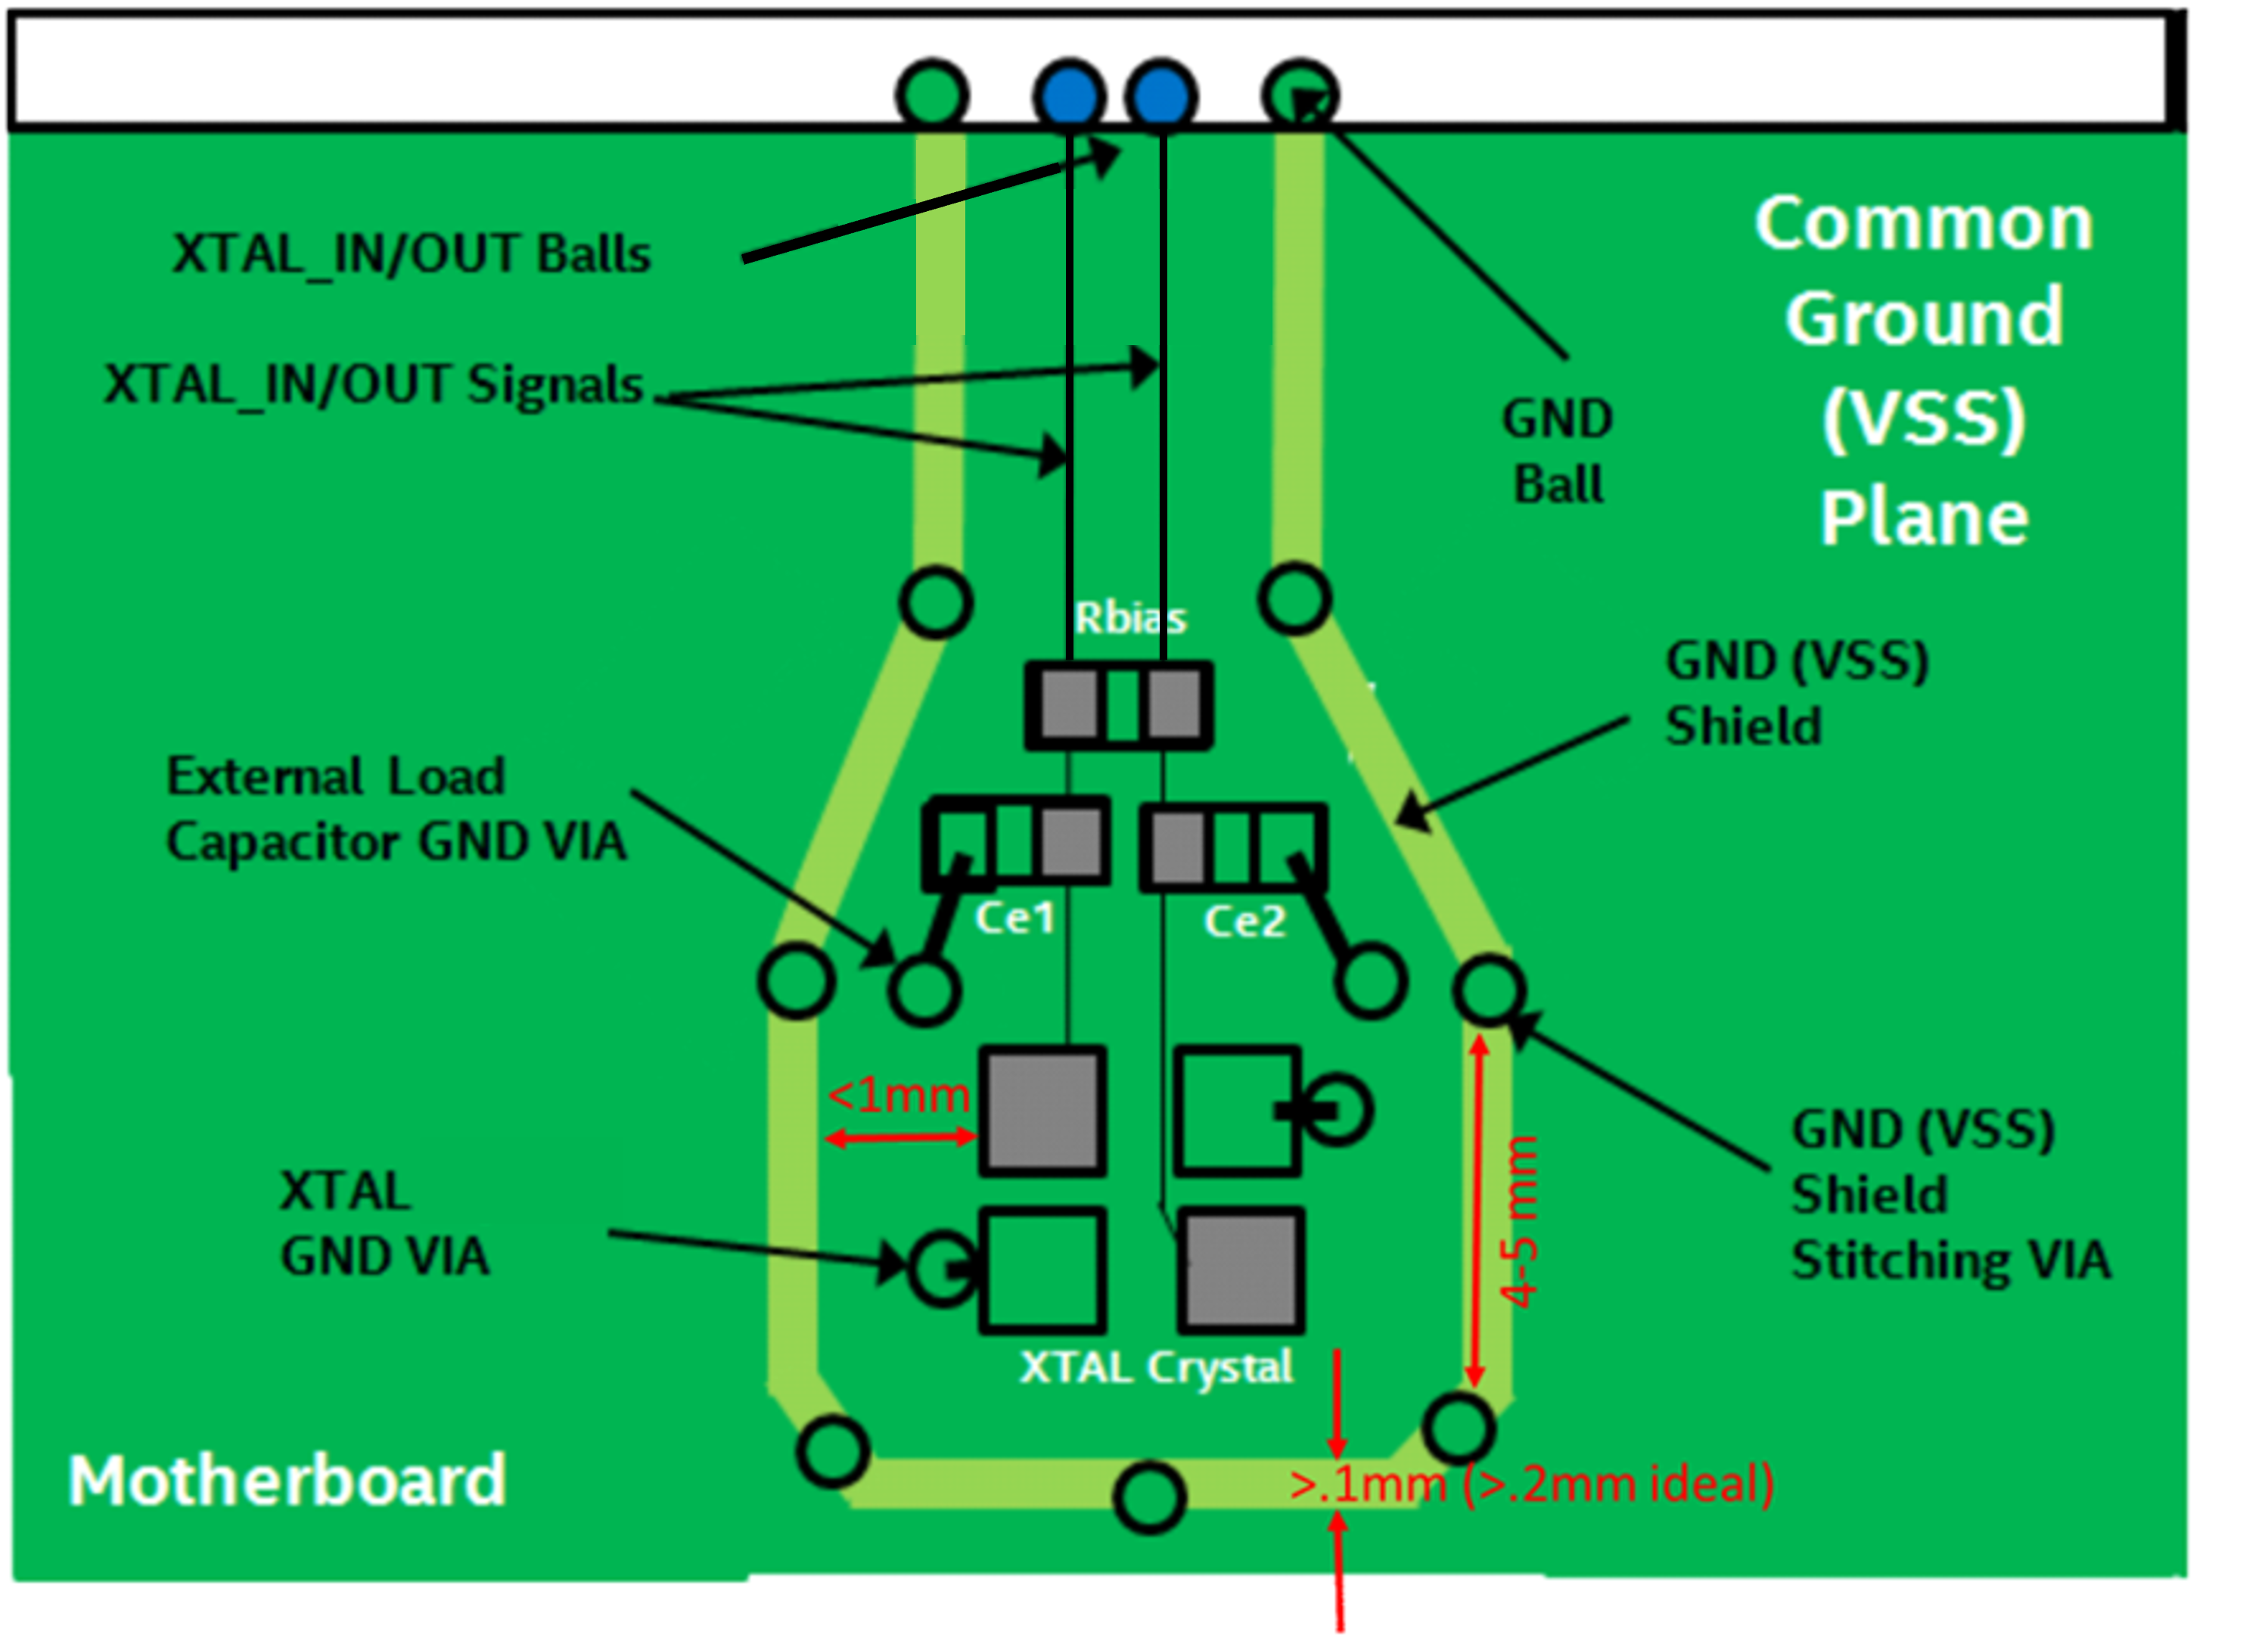 XTAL_IN/OUT Balls
XTAL_IN/OUT Signals
Common
Ground
(VSS)
Plane
GND
Ball
Rbias
GND (VSS)
Shield
External Load
Capacitor GND VIA
Ce1
Ce2
<1mm
4-5 mm
GND (VSS)
Shield
Stitching VIA
XTAL
GND VIA
XTAL Crystal
Motherboard
>.1mm (>.2mm ideal)